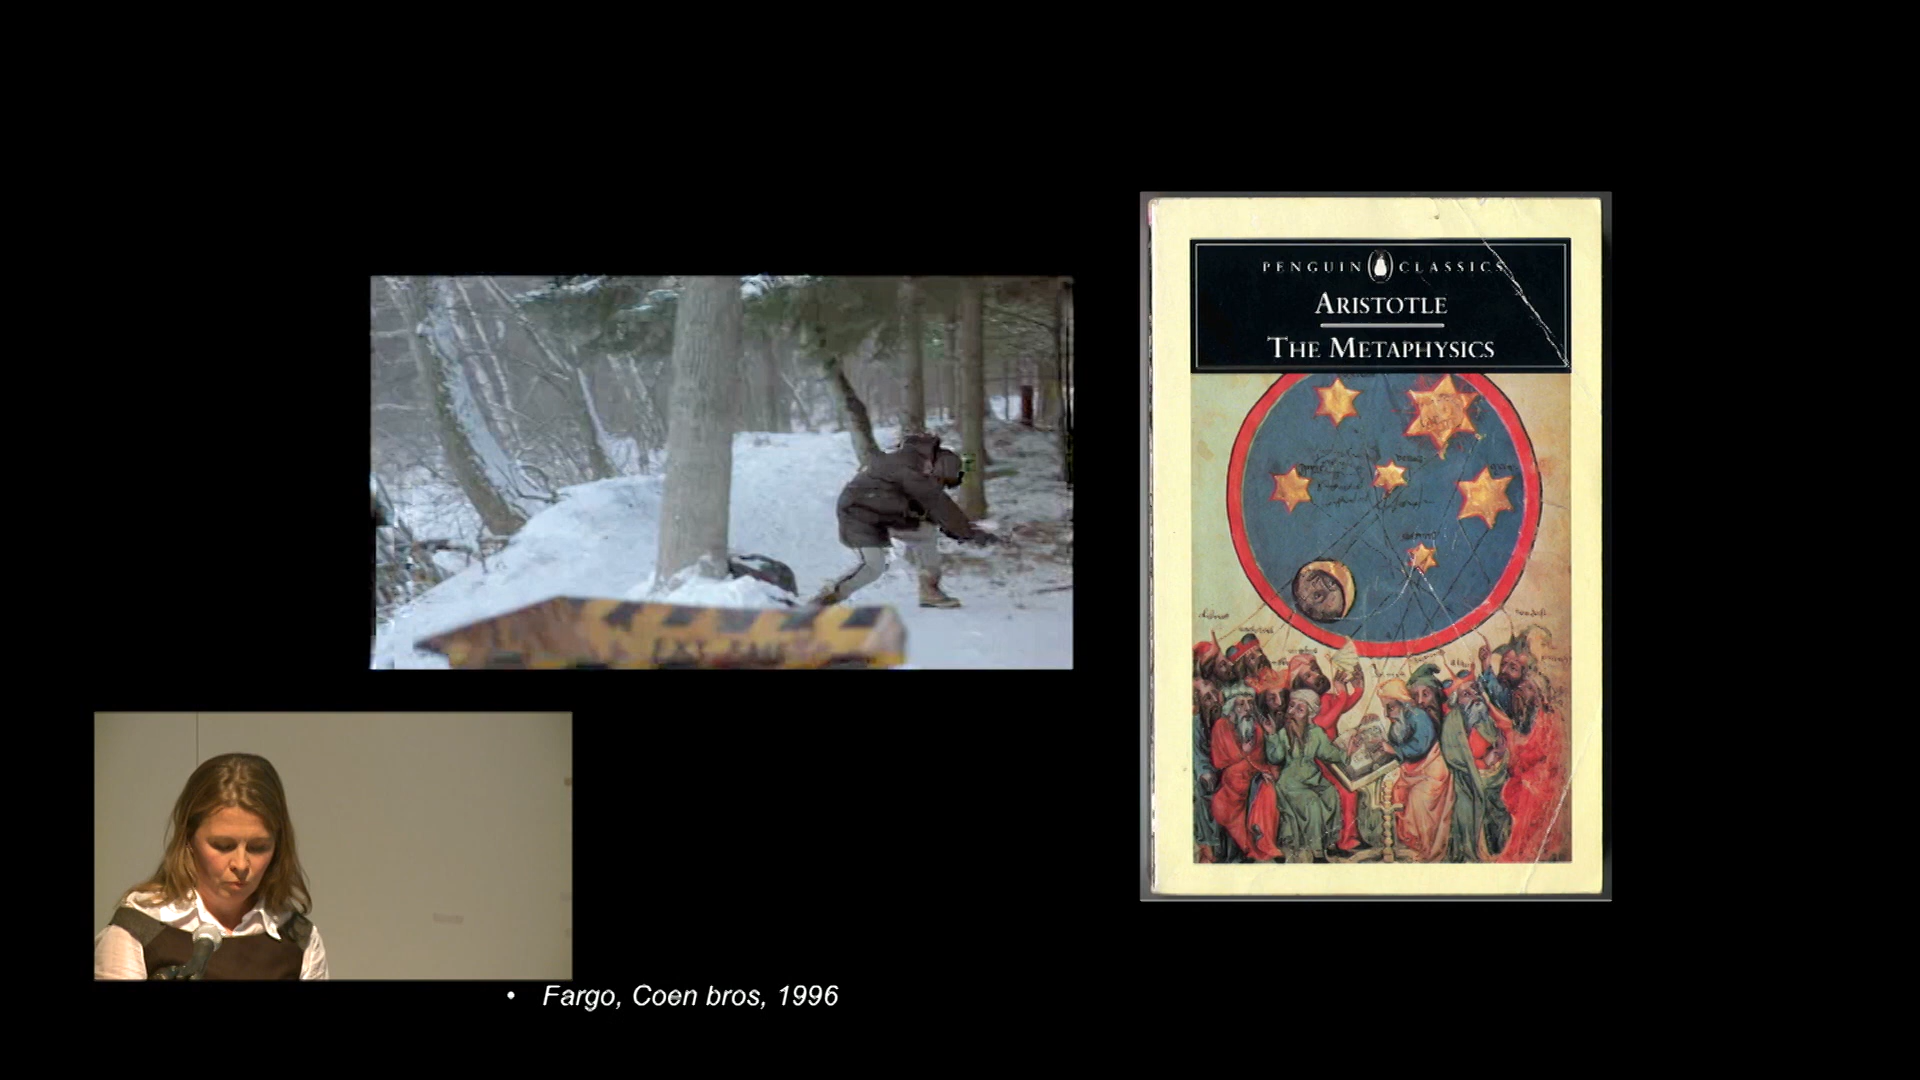 PENGUIN CLASSICS
ARISTOTLE
THE METAPHYSICS
• Fargo, Coen bros, 1996